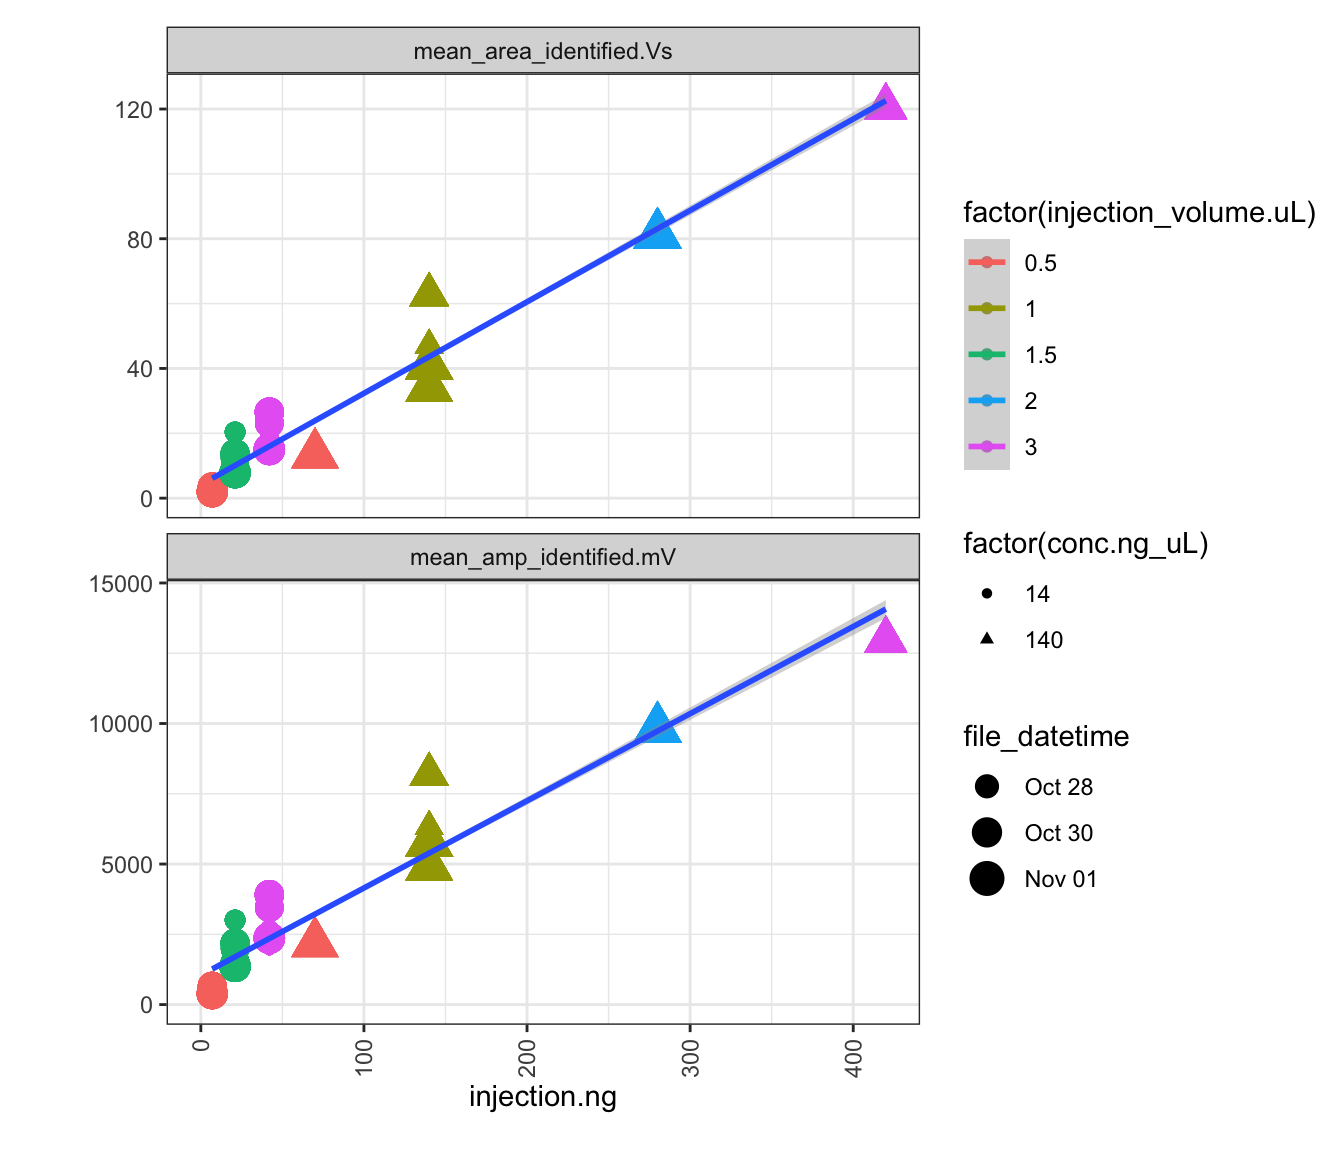 mean_area_identified.Vs
120
80
40
0
mean_amp_identified.mV
15000
10000
5000
0
0
100
200
300
400
injection.ng
factor(injection_volume.uL)
0.5
1
1.5
2
3
factor(conc.ng_uL)
14
140
file_datetime
Oct 28
Oct 30
Nov 01